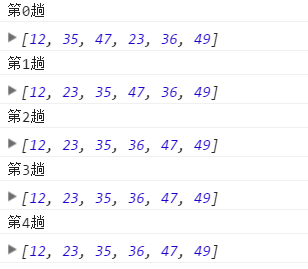 第0趟
[12, 35, 47, 23, 36, 49]
第1趟
[12, 23, 35, 47, 36, 49]
第2趟
[12, 23, 35, 36, 47, 49]
第3趟
[12, 23, 35, 36, 47, 49]
第4趟
[12, 23, 35, 36, 47, 49]